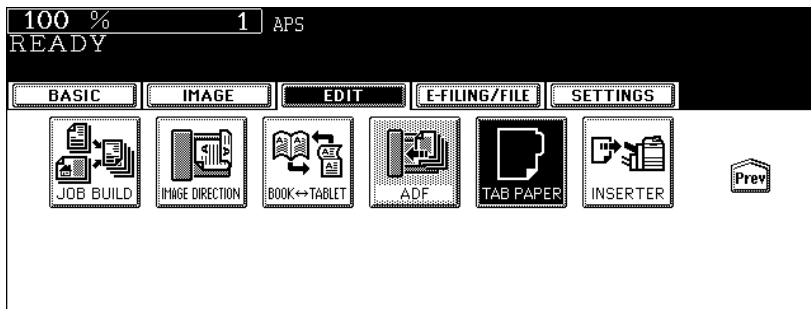 100 % 1 APS
READY
BASIC IMAGE EDIT E-FILING/FILE SETTINGS
JOB BUILD IMAGE DIRECTION BOOK↔TABLET ADF TAB PAPER INSERTER Prev